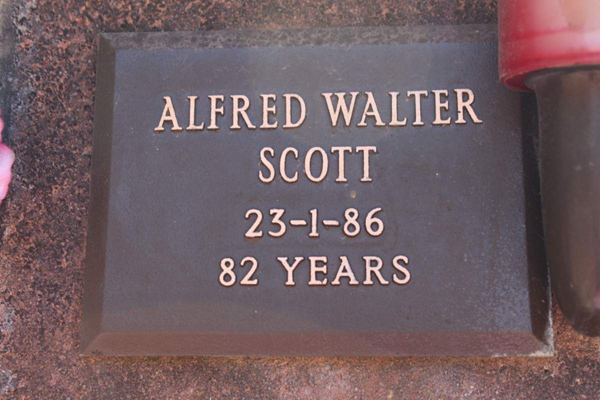 ALFRED WALTER
SCOTT
23-1-86
82 YEARS